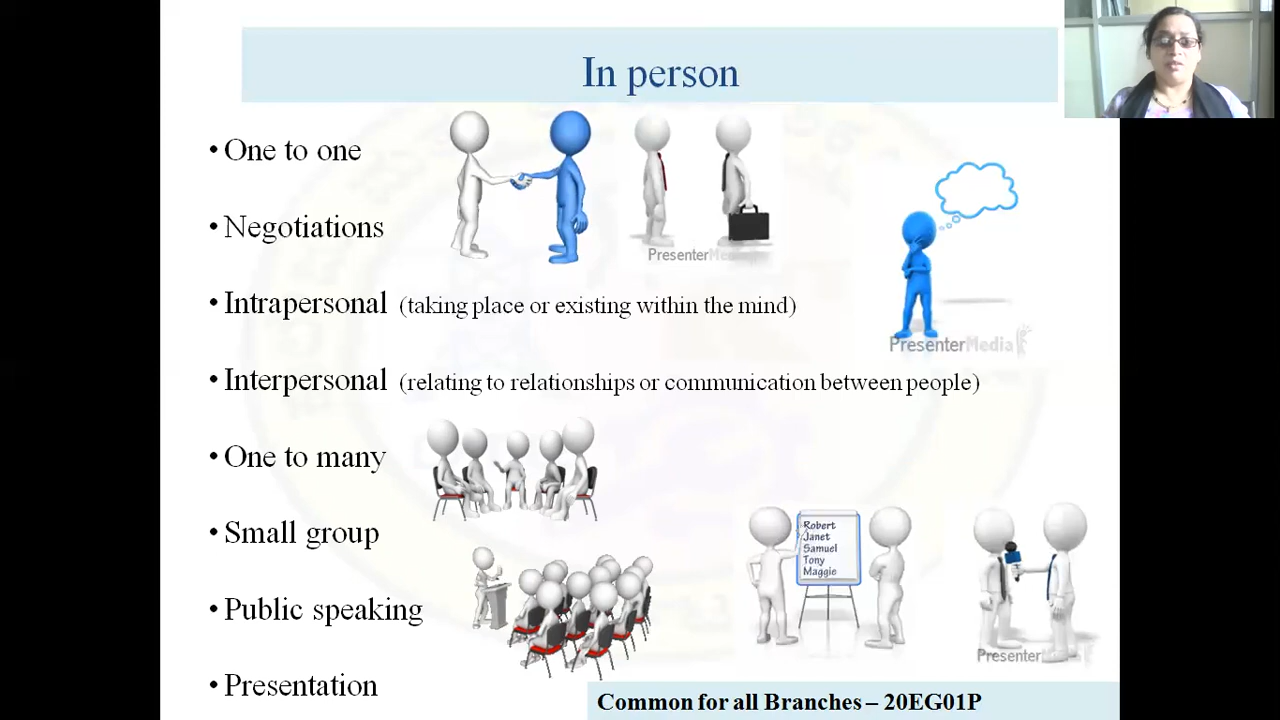 In person
• One to one
• Negotiations
• Intrapersonal (taking place or existing within the mind)
• Interpersonal (relating to relationships or communication between people)
• One to many
• Small group
• Public speaking
• Presentation
PresenterMedia
PresenterMedia
Robert
Janet
Samuel
Tony
Maggie
Presenter
Common for all Branches – 20EG01P